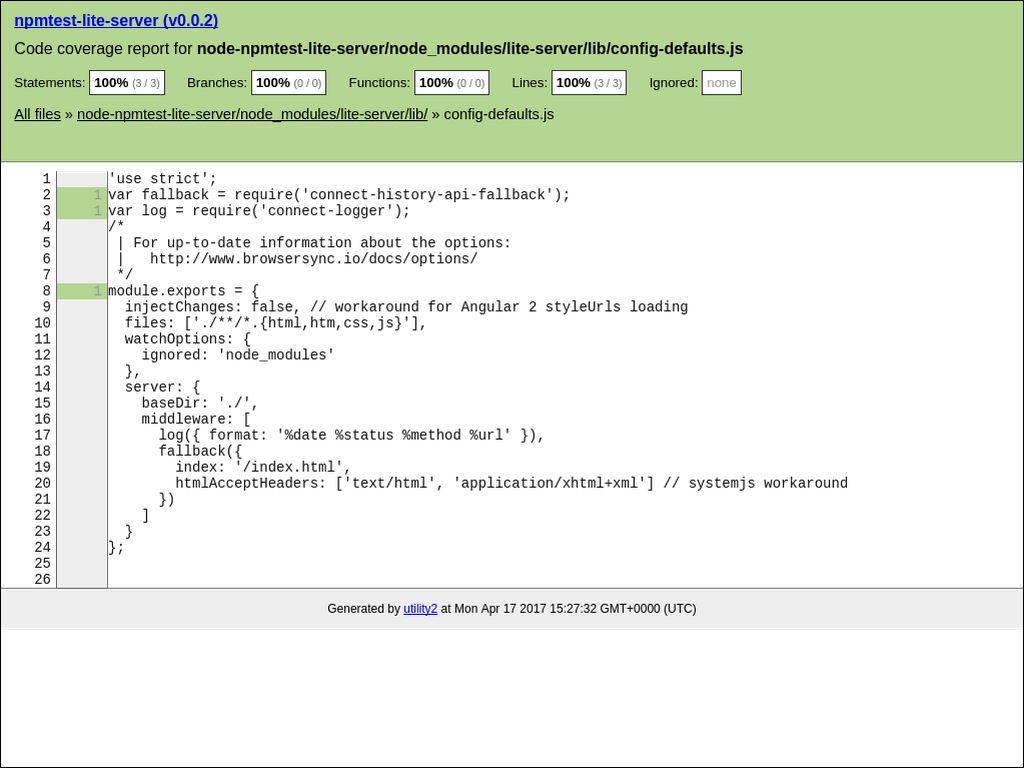 npmtest-lite-server (v0.0.2)
Code coverage report for node-npmtest-lite-server/node_modules/lite-server/lib/config-defaults.js
Statements: 100% (3 / 3) Branches: 100% (0 / 0) Functions: 100% (0 / 0) Lines: 100% (3 / 3) Ignored: none
All files » node-npmtest-lite-server/node_modules/lite-server/lib/ » config-defaults.js
1 'use strict';
2 1 var fallback = require('connect-history-api-fallback');
3 1 var log = require('connect-logger');
4 /*
5  | For up-to-date information about the options:
6  |   http://www.browsersync.io/docs/options/
7  */
8 1 module.exports = {
9   injectChanges: false, // workaround for Angular 2 styleUrls loading
10   files: ['./**/*.{html,htm,css,js}'],
11   watchOptions: {
12     ignored: 'node_modules'
13   },
14   server: {
15     baseDir: './',
16     middleware: [
17       log({ format: '%date %status %method %url' }),
18       fallback({
19         index: '/index.html',
20         htmlAcceptHeaders: ['text/html', 'application/xhtml+xml'] // systemjs workaround
21       })
22     ]
23   }
24 };
25
26
Generated by utility2 at Mon Apr 17 2017 15:27:32 GMT+0000 (UTC)